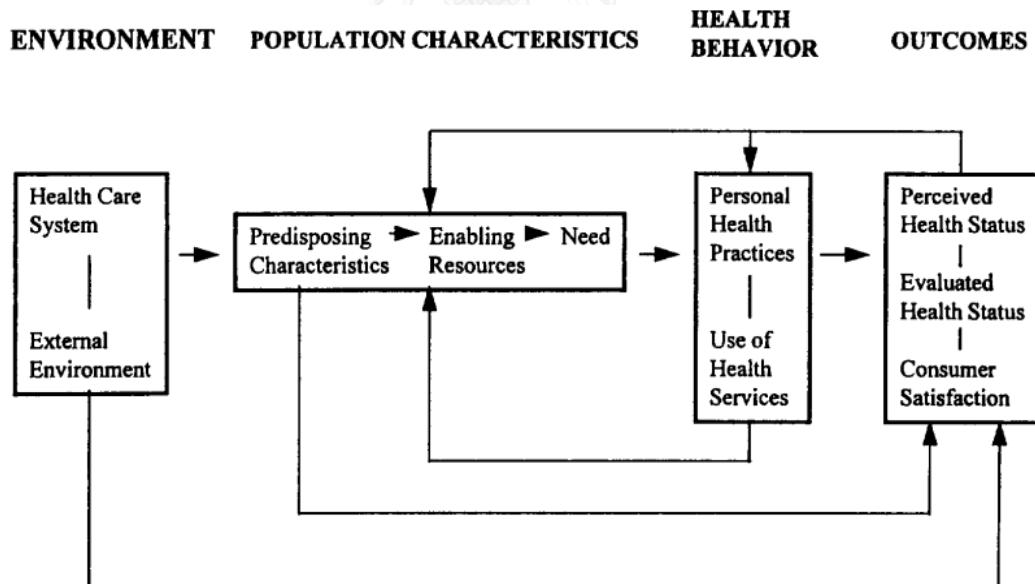 ENVIRONMENT
POPULATION CHARACTERISTICS
HEALTH
BEHAVIOR
OUTCOMES
Health Care
System
External
Environment
Predisposing
Characteristics
Enabling
Resources
Need
Personal
Health
Practices
Use of
Health
Services
Perceived
Health Status
Evaluated
Health Status
Consumer
Satisfaction